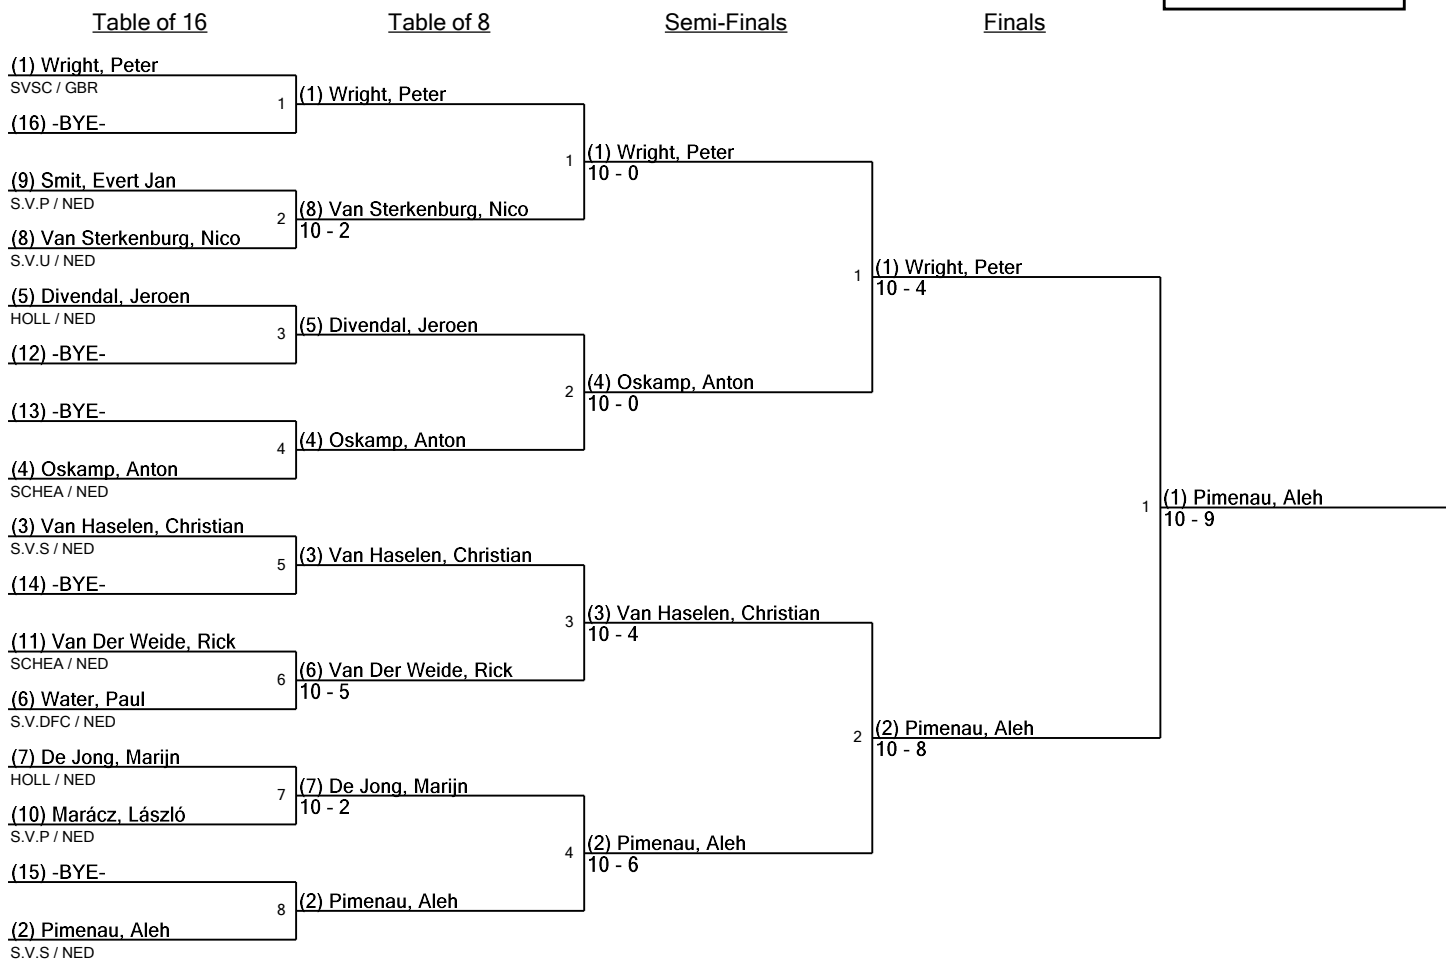 Table of 16
Table of 8
Semi-Finals
Finals
(1) Wright, Peter
SVSC / GBR
1
(16) -BYE-
(9) Smit, Evert Jan
S.V.P / NED
2
(8) Van Sterkenburg, Nico
S.V.U / NED
(5) Divendal, Jeroen
HOLL / NED
3
(12) -BYE-
(13) -BYE-
4
(4) Oskamp, Anton
SCHEA / NED
(3) Van Haselen, Christian
S.V.S / NED
5
(14) -BYE-
(11) Van Der Weide, Rick
SCHEA / NED
6
(6) Water, Paul
S.V.DFC / NED
(7) De Jong, Marijn
HOLL / NED
7
(10) Marácz, László
S.V.P / NED
(15) -BYE-
8
(2) Pimenau, Aleh
S.V.S / NED
(1) Wright, Peter
1
(8) Van Sterkenburg, Nico
10 - 2
(5) Divendal, Jeroen
2
(4) Oskamp, Anton
(3) Van Haselen, Christian
3
(6) Van Der Weide, Rick
10 - 5
(7) De Jong, Marijn
10 - 2
4
(2) Pimenau, Aleh
(1) Wright, Peter
10 - 0
1
(4) Oskamp, Anton
10 - 0
(3) Van Haselen, Christian
10 - 4
2
(2) Pimenau, Aleh
10 - 6
(1) Wright, Peter
10 - 4
1
(2) Pimenau, Aleh
10 - 8
(1) Pimenau, Aleh
10 - 9